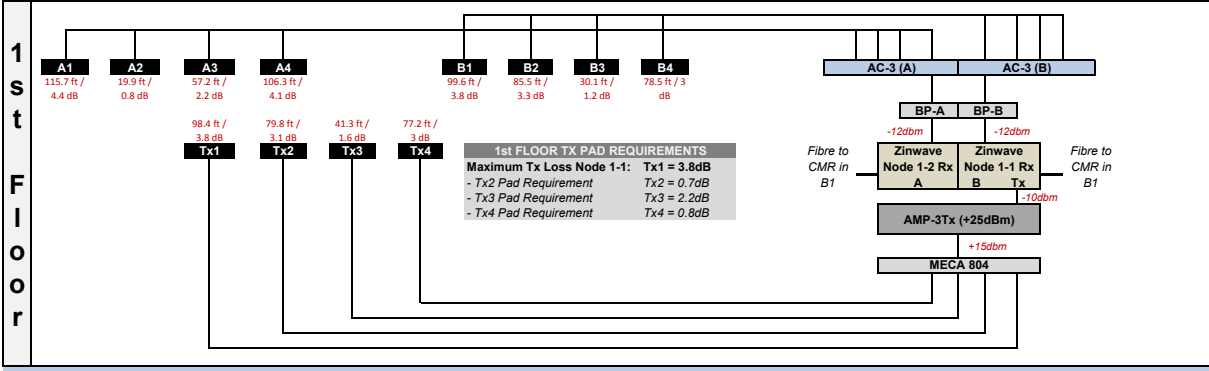 1st Floor
A1
A2
A3
A4
B1
B2
B3
B4
AC-3 (A)
AC-3 (B)
115.7 ft /
4.4 dB
19.9 ft /
0.8 dB
57.2 ft /
2.2 dB
106.3 ft /
4.1 dB
99.6 ft /
3.8 dB
85.5 ft /
3.3 dB
30.1 ft /
1.2 dB
78.5 ft / 3
dB
BP-A
BP-B
-12dbm
-12dbm
98.4 ft /
3.8 dB
79.8 ft /
3.1 dB
41.3 ft /
1.6 dB
77.2 ft /
3 dB
Tx1
Tx2
Tx3
Tx4
1st FLOOR TX PAD REQUIREMENTS
Maximum Tx Loss Node 1-1: Tx1 = 3.8dB
- Tx2 Pad Requirement Tx2 = 0.7dB
- Tx3 Pad Requirement Tx3 = 2.2dB
- Tx4 Pad Requirement Tx4 = 0.8dB
Fibre to
CMR in
B1
Zinwave
Node 1-2 Rx
A
Zinwave
Node 1-1 Rx
B Tx
Fibre to
CMR in
B1
-10dbm
AMP-3Tx (+25dBm)
+15dbm
MECA 804